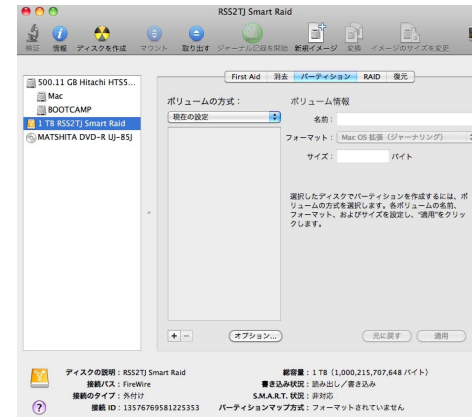 RSS2TJ Smart Raid
検証 情報 ディスクを作成 マウント 取り出す ジャーナル記録を開始 新規イメージ 変換 イメージのサイズを変更
500.11 GB Hitachi HTS5...
Mac
BOOTCAMP
1 TB RSS2TJ Smart Raid
MATSHITA DVD-R UJ-85J
First Aid 消去 パーティション RAID 復元
ボリュームの方式：
現在の設定
ボリューム情報
名前：
フォーマット： Mac OS 拡張（ジャーナリング）
サイズ： バイト
選択したディスクでパーティションを作成するには、ボ
リュームの方式を選択します。各ボリュームの名前、
フォーマット、およびサイズを設定し、“適用”をクリッ
クします。
+ − オプション... 元に戻す 適用
ディスクの説明：RSS2TJ Smart Raid
接続バス：FireWire
接続のタイプ：外付け
接続 ID：13576769581225353
総容量：1 TB（1,000,215,707,648 バイト）
書き込み状況：読み出し／書き込み
S.M.A.R.T. 状況：非対応
パーティションマップ方式：フォーマットされていません
?